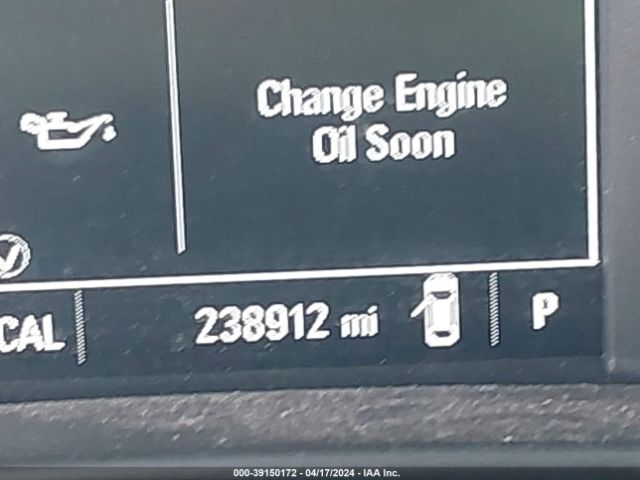 Change Engine
Oil Soon
CAL
238912 mi
P
000-39150172 - 04/17/2024 - IAA Inc.